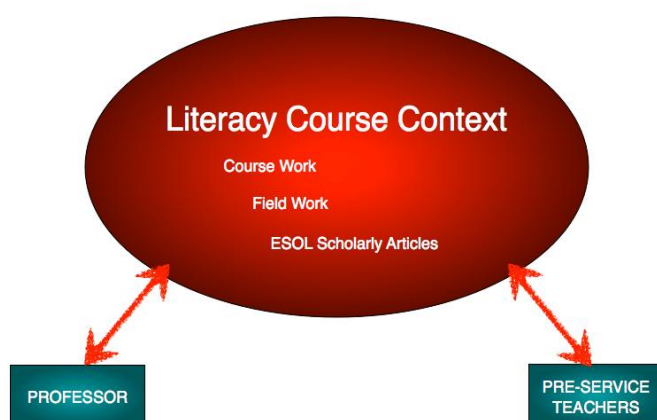 Literacy Course Context
Course Work
Field Work
ESOL Scholarly Articles
PROFESSOR
PRE-SERVICE
TEACHERS